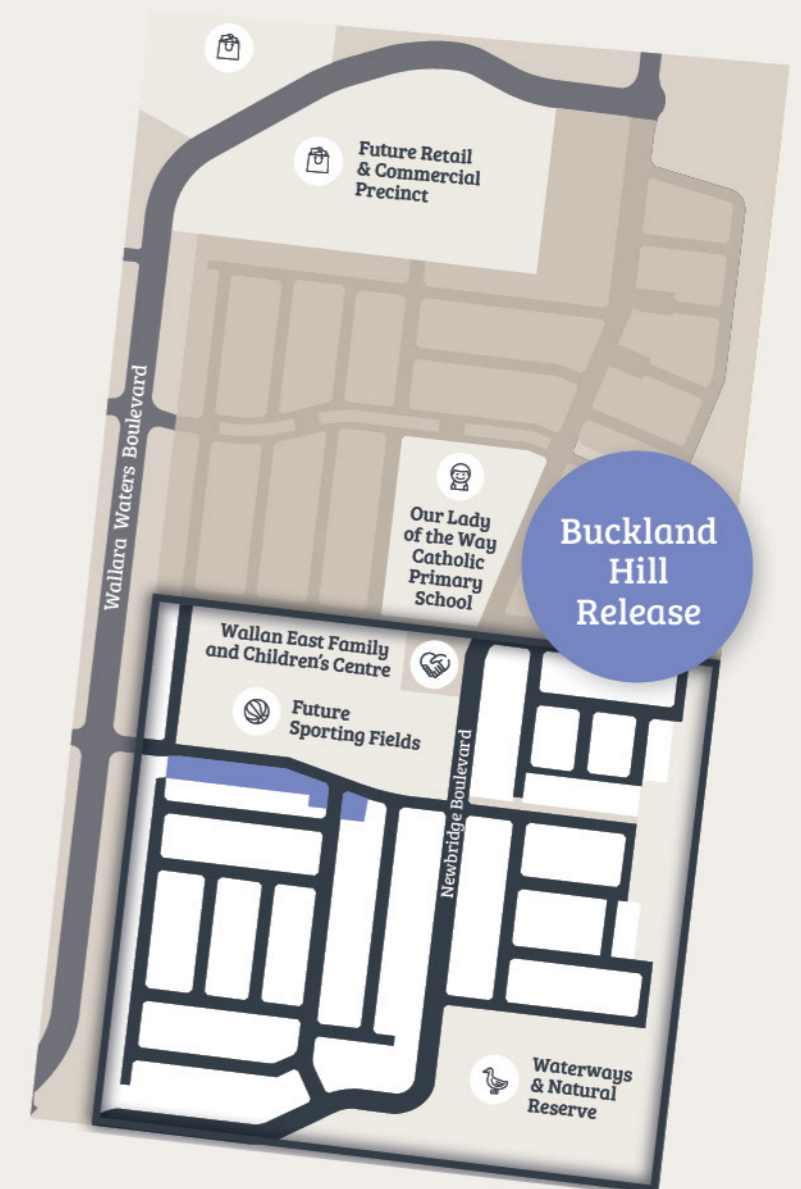 Future Retail
& Commercial
Precinct
Wallara Waters Boulevard
Our Lady
of the Way
Catholic
Primary
School
Buckland
Hill
Release
Wallan East Family
and Children's Centre
Future
Sporting Fields
Newbridge Boulevard
Waterways
& Natural
Reserve